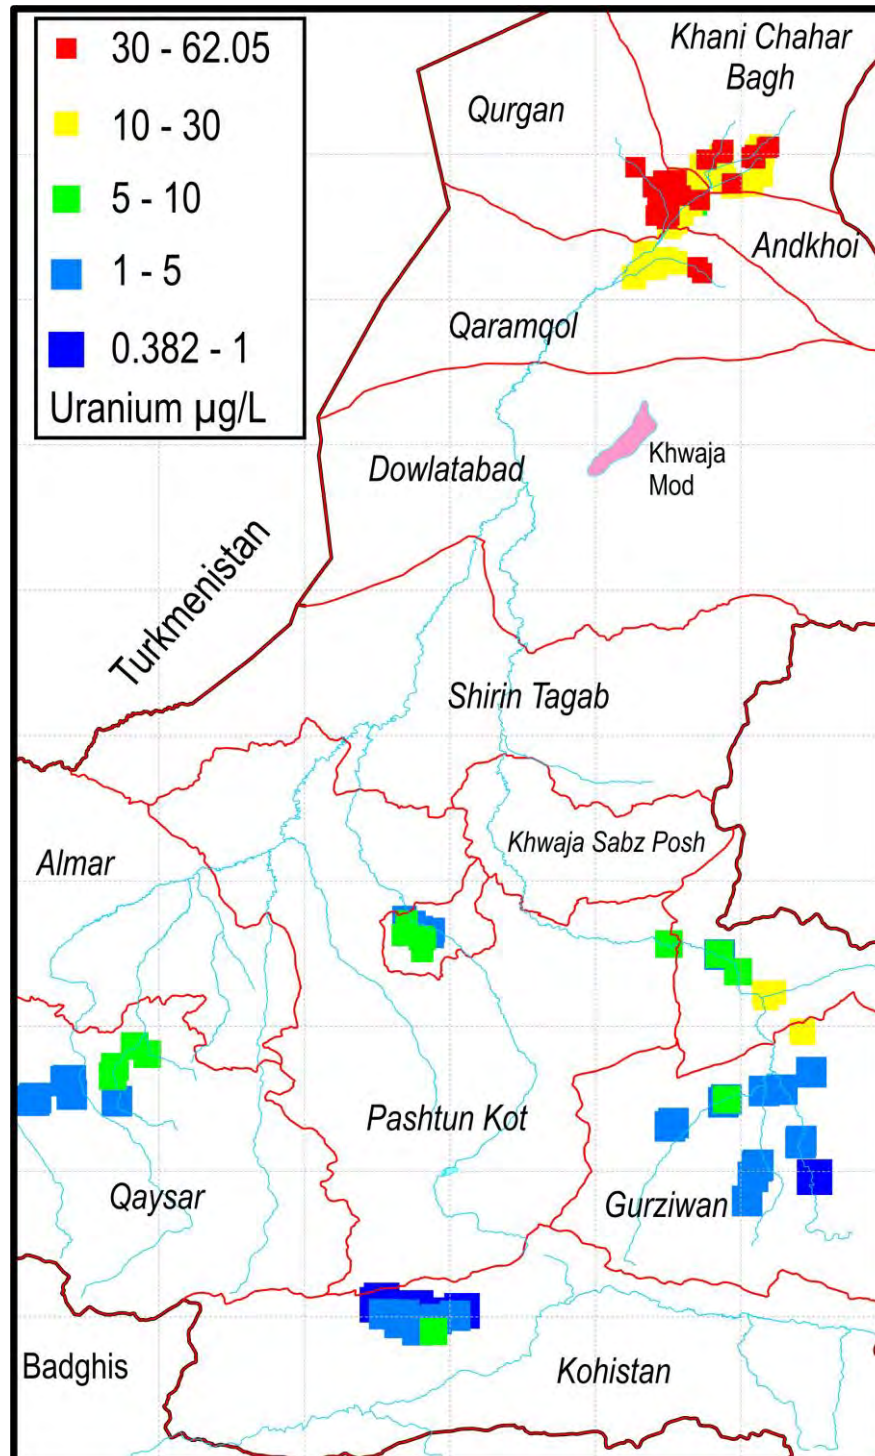 30 - 62.05
10 - 30
5 - 10
1 - 5
0.382 - 1
Uranium µg/L
Khani Chahar
Bagh
Qurgan
Andkhoi
Qaramqol
Dowlatabad
Khwaja
Mod
Turkmenistan
Shirin Tagab
Khwaja Sabz Posh
Almar
Pashtun Kot
Qaysar
Gurziwan
Badghis
Kohistan